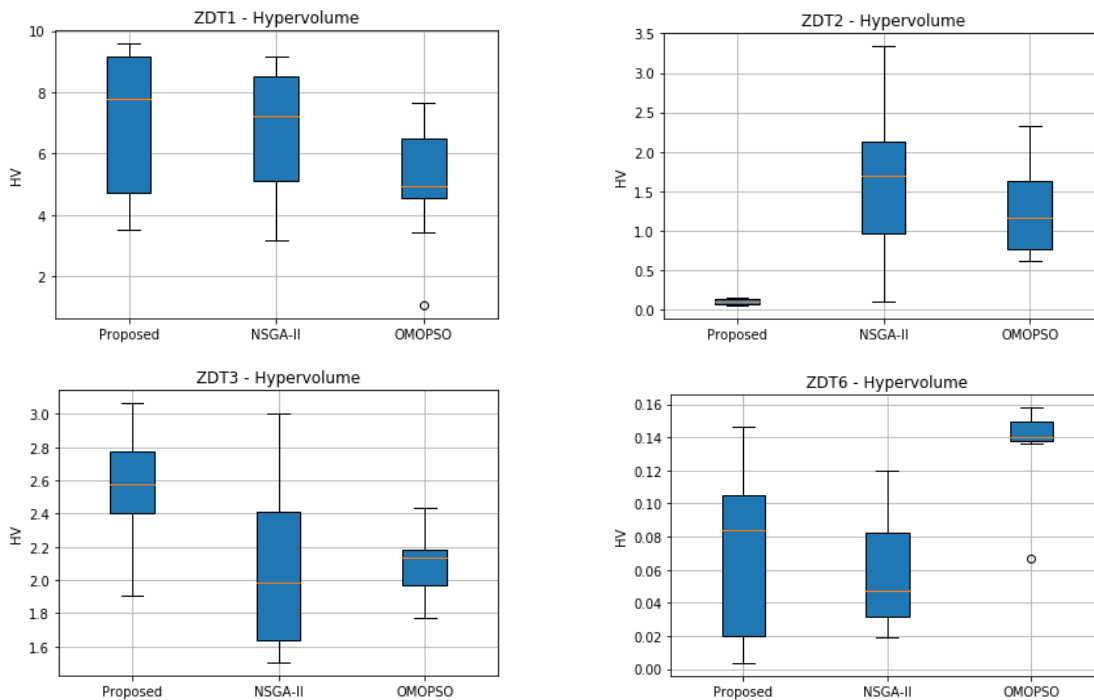 ZDT1 - Hypervolume
10
8
6
4
2
HV
Proposed NSGA-II OMOPSO
ZDT2 - Hypervolume
3.5
3.0
2.5
2.0
1.5
1.0
0.5
0.0
HV
Proposed NSGA-II OMOPSO
ZDT3 - Hypervolume
3.0
2.8
2.6
2.4
2.2
2.0
1.8
1.6
HV
Proposed NSGA-II OMOPSO
ZDT6 - Hypervolume
0.16
0.14
0.12
0.10
0.08
0.06
0.04
0.02
0.00
HV
Proposed NSGA-II OMOPSO